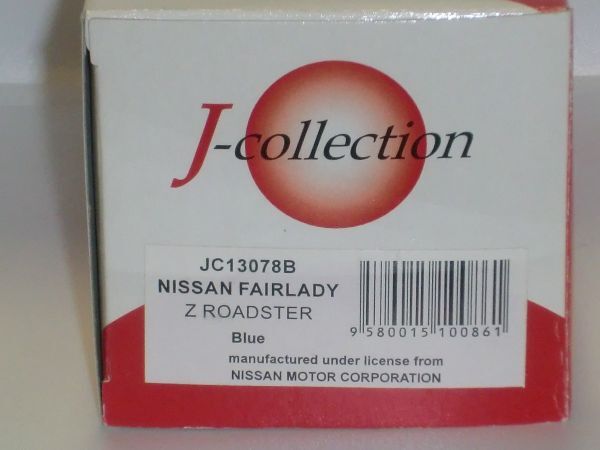 J-collection
JC13078B
NISSAN FAIRLADY
Z ROADSTER
Blue
manufactured under license from
NISSAN MOTOR CORPORATION
9 580015 100861